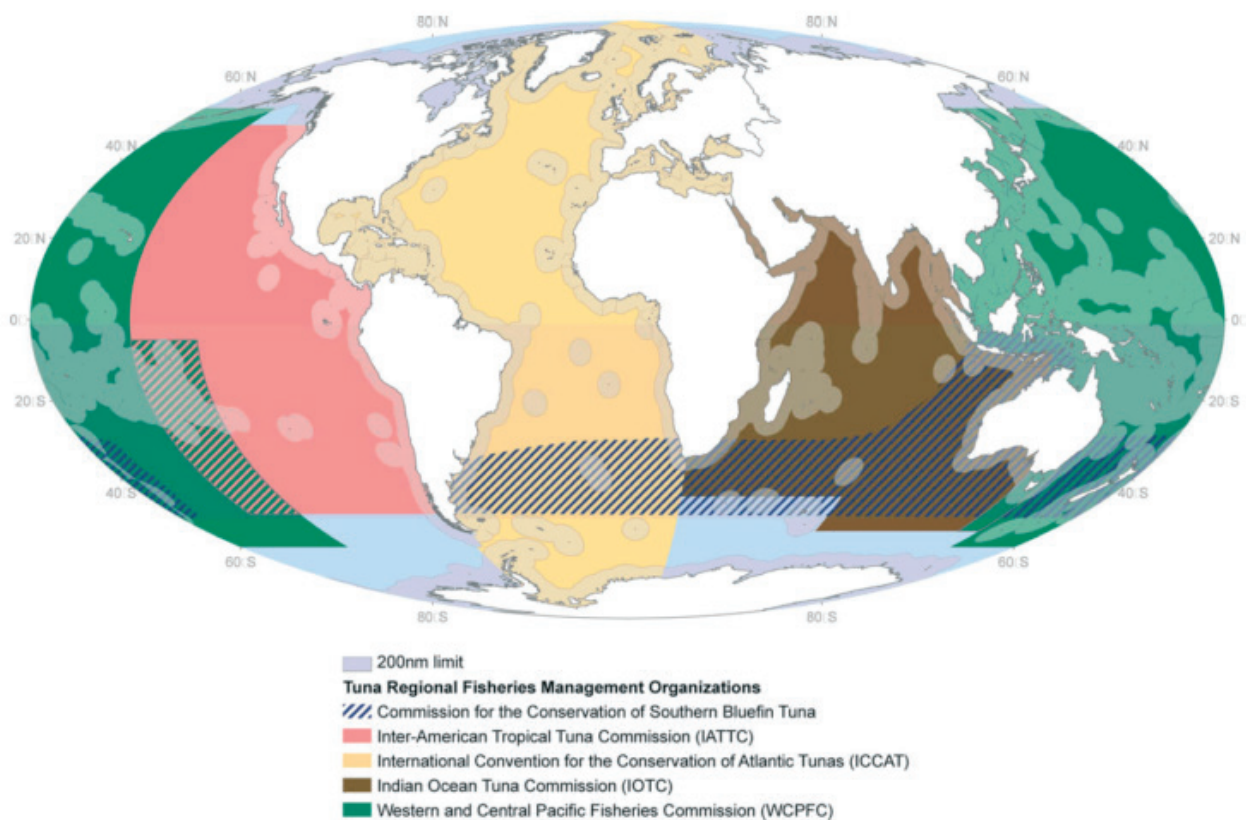 80▯N 80▯N
60▯N 60▯N
40▯N 40▯N
20▯N 20▯N
0▯ 0▯
20▯S 20▯S
40▯S 40▯S
60▯S 60▯S
80▯S 80▯S
200nm limit
Tuna Regional Fisheries Management Organizations
Commission for the Conservation of Southern Bluefin Tuna
Inter-American Tropical Tuna Commission (IATTC)
International Convention for the Conservation of Atlantic Tunas (ICCAT)
Indian Ocean Tuna Commission (IOTC)
Western and Central Pacific Fisheries Commission (WCPFC)